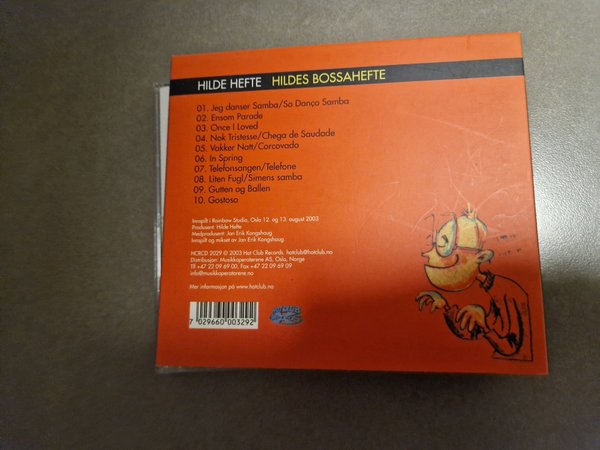 HILDE HEFTE HILDES BOSSAHEFTE
01. Jeg danser Samba/So Danço Samba
02. Ensom Parade
03. Once I Loved
04. Nok Tristesse/Chega de Saudade
05. Vakker Natt/Corcovado
06. In Spring
07. Telefonsongen/Telefone
08. Liten Fugl/Simens samba
09. Gutten og Ballen
10. Gostoso
Innspilt i Rainbow Studio, Oslo 12. og 13. august 2003
Produsent: Hilde Hefte
Medprodusent: Jan Erik Kongshaug
Innspilt og mikset av Jan Erik Kongshaug
HCRCD 2029 © 2003 Hot Club Records. hotclub@hotclub.no
Distribusjon: Musikkoperatørene AS, Oslo, Norge
Tlf +47 22 09 69 00, Fax +47 22 09 69 09
info@musikkoperatorene.no
Mer informasjon på www.hotclub.no
7 029660 003292